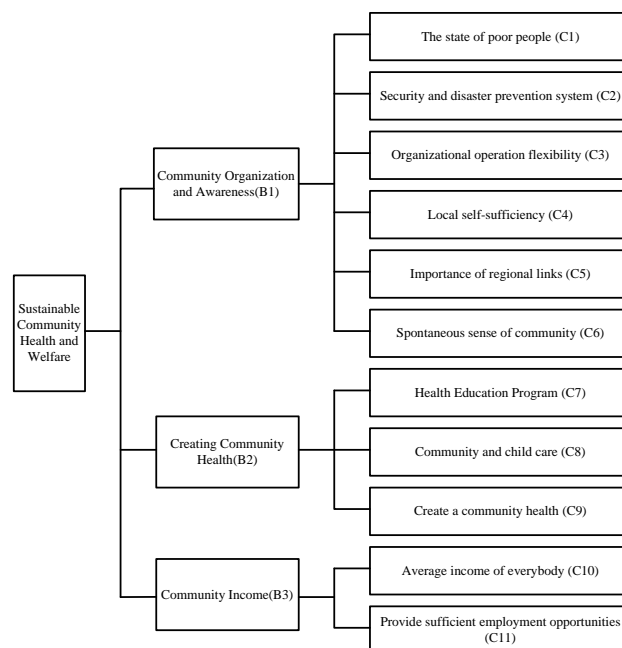 Sustainable
Community
Health and
Welfare
Community Organization
and Awareness(B1)
The state of poor people (C1)
Security and disaster prevention system (C2)
Organizational operation flexibility (C3)
Local self-sufficiency (C4)
Importance of regional links (C5)
Spontaneous sense of community (C6)
Creating Community
Health(B2)
Health Education Program (C7)
Community and child care (C8)
Create a community health (C9)
Community Income(B3)
Average income of everybody (C10)
Provide sufficient employment opportunities
(C11)